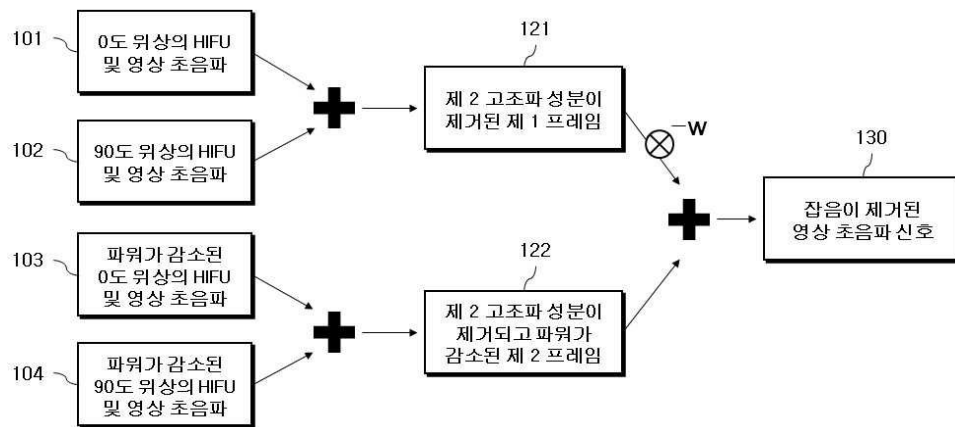 101
0도 위상의 HIFU
및 영상 초음파
102
90도 위상의 HIFU
및 영상 초음파
103
파워가 감소된
0도 위상의 HIFU
및 영상 초음파
104
파워가 감소된
90도 위상의 HIFU
및 영상 초음파
121
제 2 고조파 성분이
제거된 제 1 프레임
-W
122
제 2 고조파 성분이
제거되고 파워가
감소된 제 2 프레임
130
잡음이 제거된
영상 초음파 신호